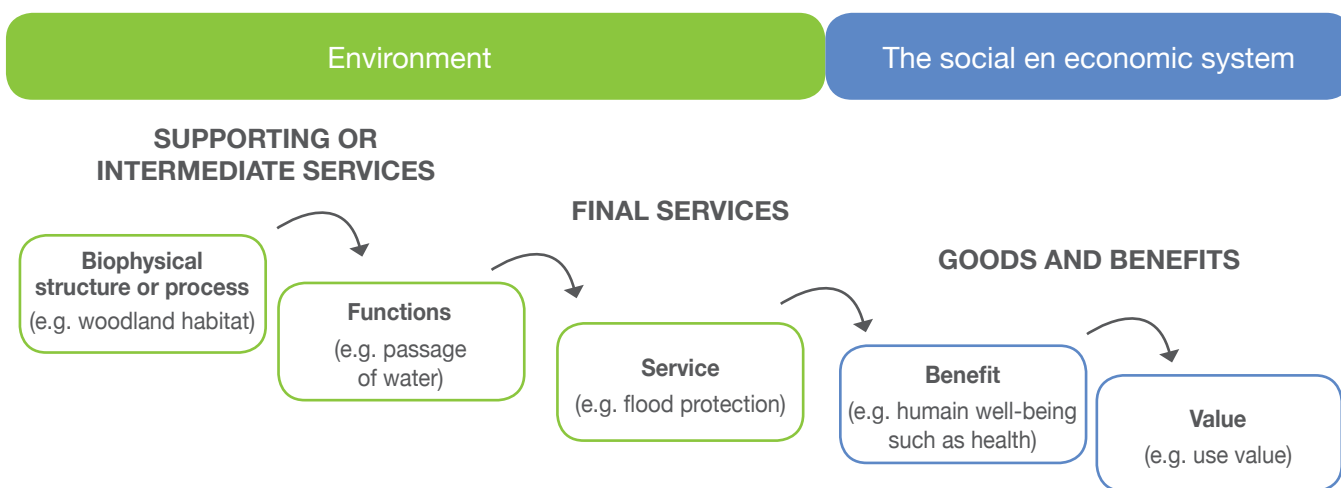 Environment
The social en economic system
SUPPORTING OR
INTERMEDIATE SERVICES
FINAL SERVICES
GOODS AND BENEFITS
Biophysical
structure or process
(e.g. woodland habitat)
Functions
(e.g. passage
of water)
Service
(e.g. flood protection)
Benefit
(e.g. humain well-being
such as health)
Value
(e.g. use value)